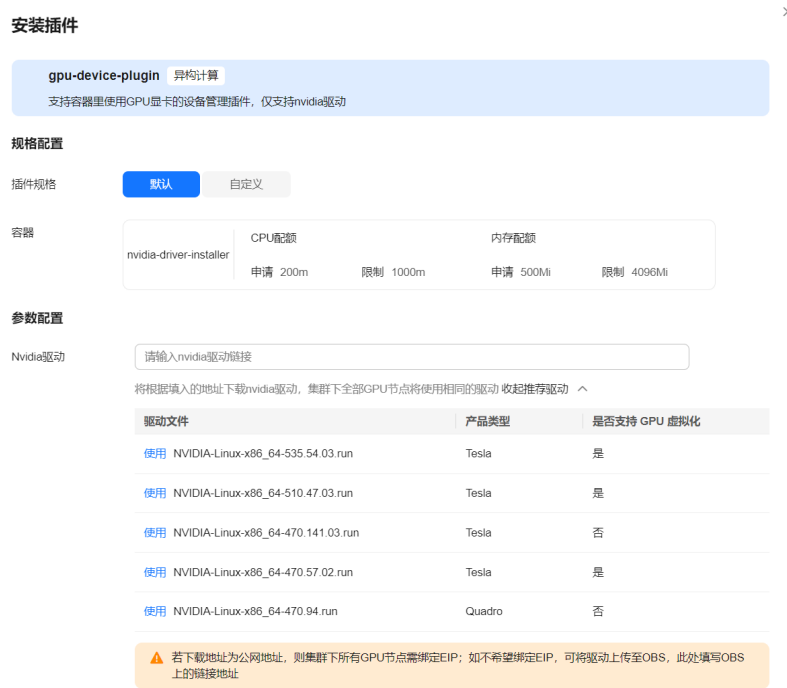 安装插件
gpu-device-plugin 异构计算
支持容器里使用GPU显卡的设备管理插件，仅支持nvidia驱动
规格配置
插件规格 默认 自定义
容器
nvidia-driver-installer
CPU配额 内存配额
申请 200m 限制 1000m 申请 500Mi 限制 4096Mi
参数配置
Nvidia驱动 请输入nvidia驱动链接
将根据填入的地址下载nvidia驱动，集群下全部GPU节点将使用相同的驱动 收起推荐驱动
驱动文件 产品类型 是否支持 GPU 虚拟化
使用 NVIDIA-Linux-x86_64-535.54.03.run Tesla 是
使用 NVIDIA-Linux-x86_64-510.47.03.run Tesla 是
使用 NVIDIA-Linux-x86_64-470.141.03.run Tesla 否
使用 NVIDIA-Linux-x86_64-470.57.02.run Tesla 是
使用 NVIDIA-Linux-x86_64-470.94.run Quadro 否
若下载地址为公网地址，则集群下所有GPU节点需绑定EIP；如不希望绑定EIP，可将驱动上传至OBS，此处填写OBS
上的链接地址